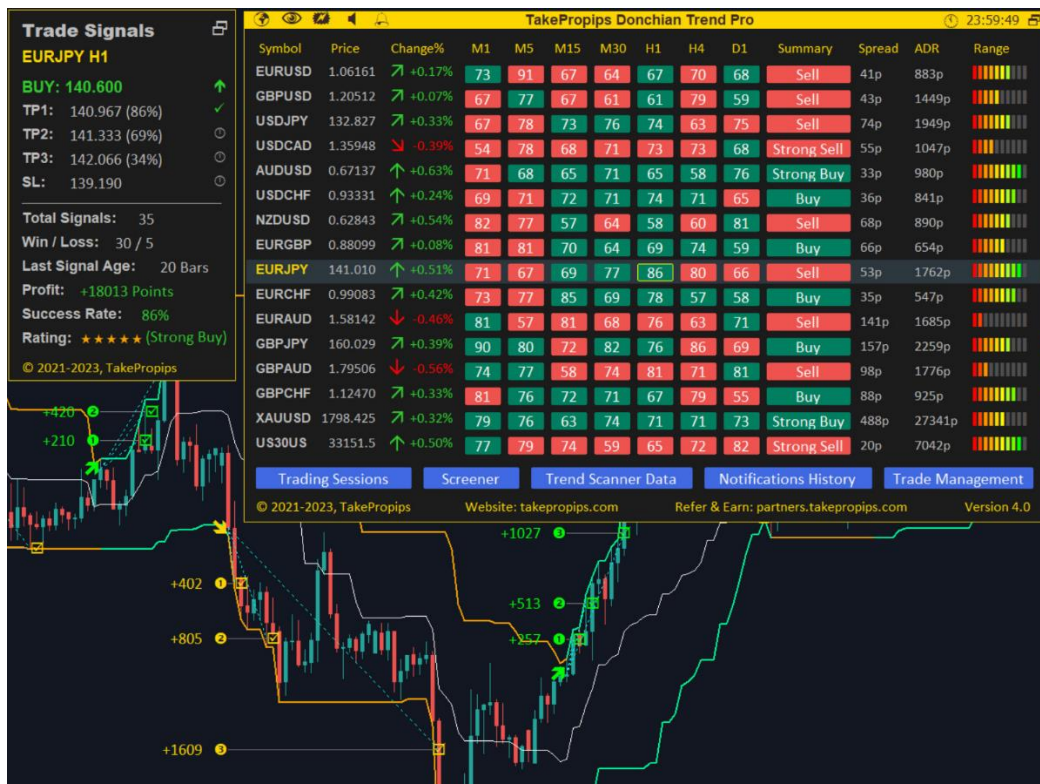 Trade Signals
EURJPY H1
BUY: 140.600
TP1: 140.967 (86%)
TP2: 141.333 (69%)
TP3: 142.066 (34%)
SL: 139.190
Total Signals: 35
Win / Loss: 30 / 5
Last Signal Age: 20 Bars
Profit: +18013 Points
Success Rate: 86%
Rating: ★★★★★ (Strong Buy)
© 2021-2023, TakePropips
TakePropips Donchian Trend Pro 23:59:49
Symbol Price Change% M1 M5 M15 M30 H1 H4 D1 Summary Spread ADR Range
EURUSD 1.06161 +0.17% 73 91 67 64 67 70 68 Sell 41p 883p
GBPUSD 1.20512 +0.07% 67 77 67 61 61 79 59 Sell 43p 1449p
USDJPY 132.827 +0.33% 67 78 73 76 74 63 75 Sell 74p 1949p
USDCAD 1.35948 -0.39% 54 78 68 71 73 73 68 Strong Sell 55p 1047p
AUDUSD 0.67137 +0.63% 71 68 65 71 65 58 76 Strong Buy 33p 980p
USDCHF 0.93331 +0.24% 69 71 72 71 74 71 65 Buy 36p 841p
NZDUSD 0.62843 +0.54% 82 77 57 64 58 60 81 Sell 68p 890p
EURGBP 0.88099 +0.08% 81 81 70 64 69 74 59 Buy 66p 654p
EURJPY 141.010 +0.51% 71 67 69 77 86 80 66 Sell 53p 1762p
EURCHF 0.99083 +0.42% 73 77 85 69 78 57 58 Buy 35p 547p
EURAUD 1.58142 -0.46% 81 57 81 68 76 63 71 Sell 141p 1685p
GBPJPY 160.029 +0.39% 90 80 72 82 76 86 69 Buy 157p 2259p
GBPAUD 1.79506 -0.56% 74 77 58 74 81 71 81 Sell 98p 1776p
GBPCHF 1.12470 +0.33% 81 76 72 71 67 79 55 Buy 88p 925p
XAUUSD 1798.425 +0.32% 79 76 63 74 71 71 73 Strong Buy 488p 27341p
US30US 33151.5 +0.50% 77 79 74 59 65 72 82 Strong Sell 20p 7042p
Trading Sessions Screener Trend Scanner Data Notifications History Trade Management
© 2021-2023, TakePropips Website: takepropips.com Refer & Earn: partners.takepropips.com Version 4.0
+420 2
+210 1
+1027 3
+402 1
+513 2
+805 2
+257 1
+1609 3